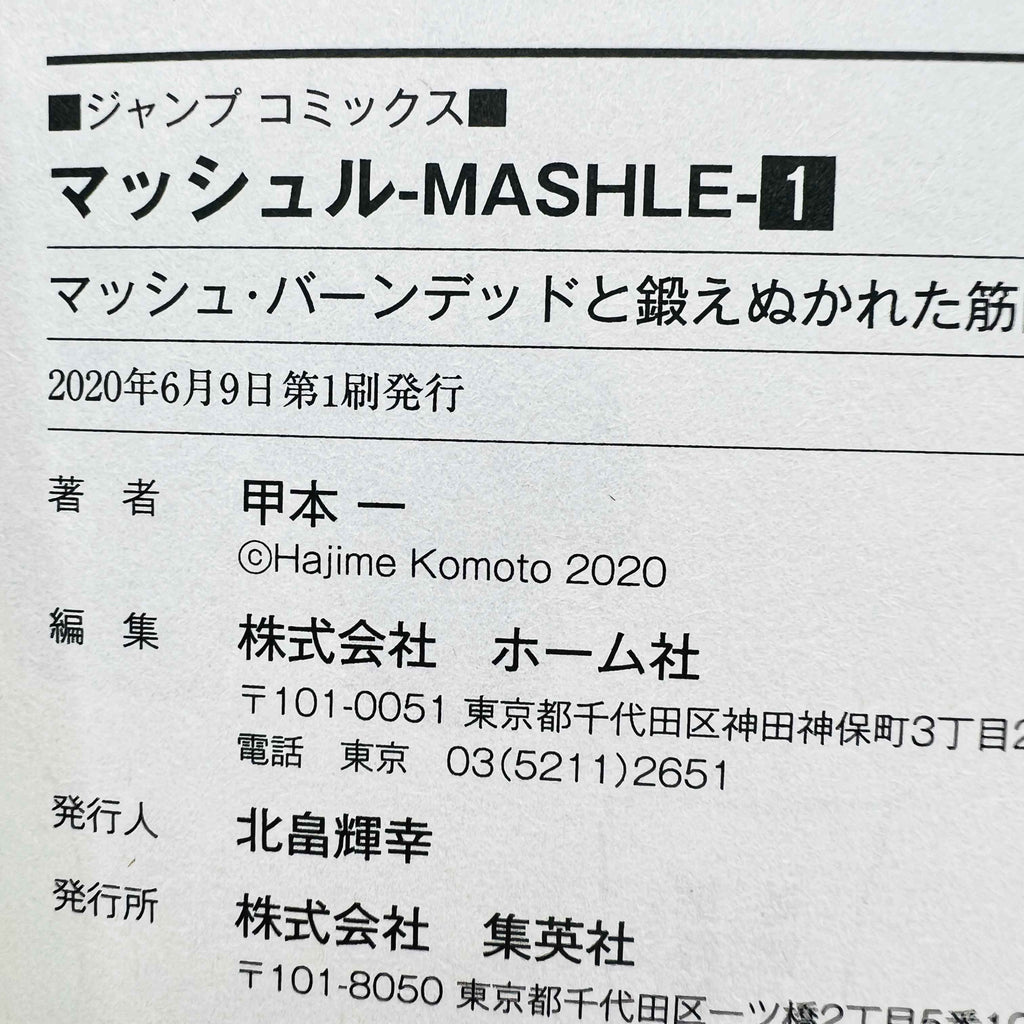 ■ジャンプ コミックス■
マッシュル-MASHLE-1
マッシュ・バーンデッドと鍛えぬかれた筋
2020年6月9日第1刷発行
著 者 甲本 一
©Hajime Komoto 2020
編 集 株式会社 ホーム社
〒101-0051 東京都千代田区神田神保町3丁目2
電話 東京 03(5211)2651
発行人 北畠輝幸
発行所 株式会社 集英社
〒101-8050 東京都千代田区一ツ橋2丁目5番10